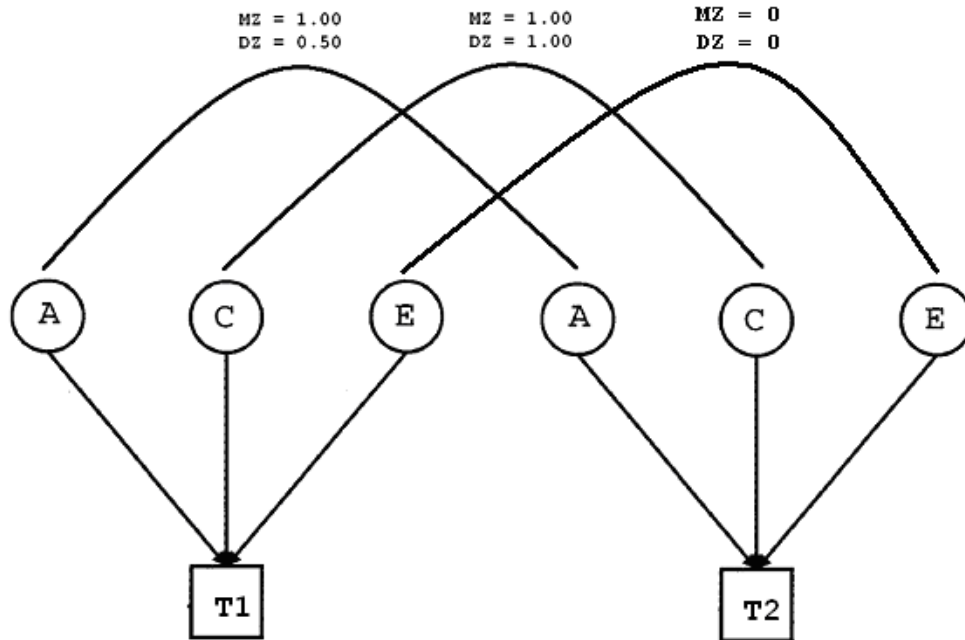 MZ = 1.00
DZ = 0.50
MZ = 1.00
DZ = 1.00
MZ = 0
DZ = 0
A
C
E
A
C
E
T1
T2